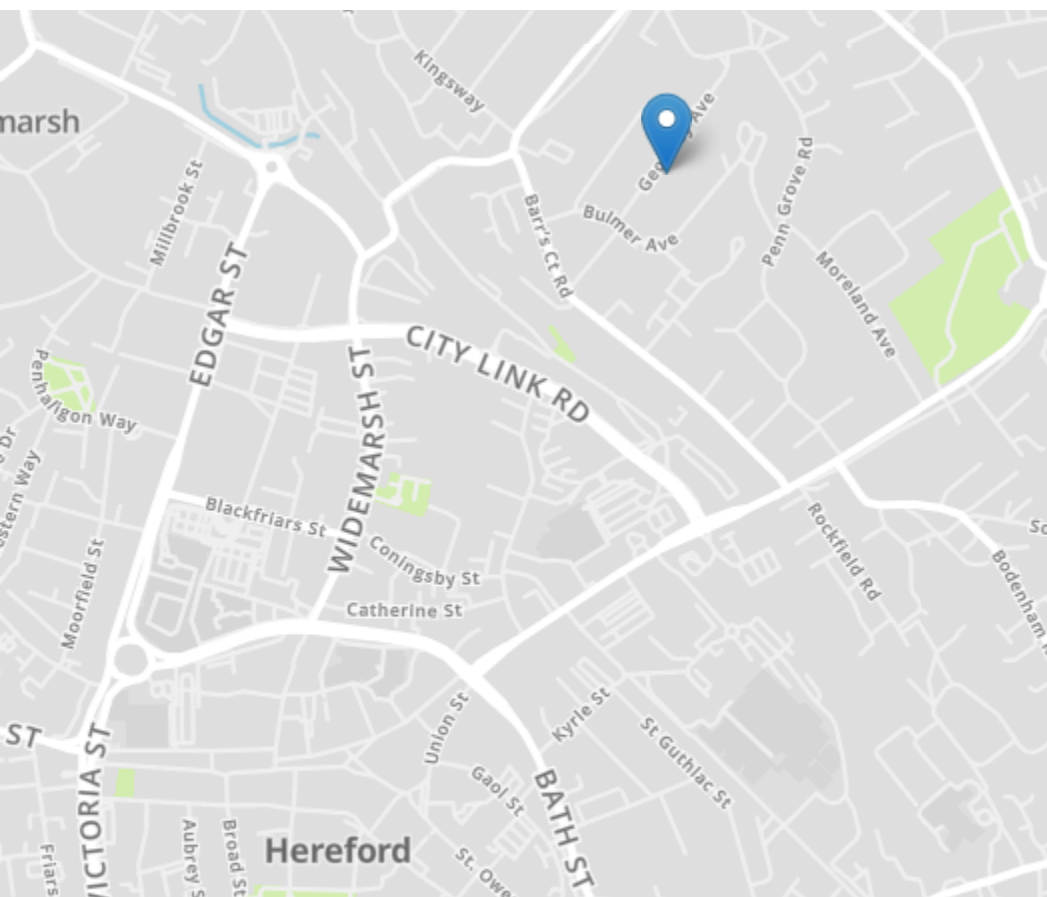 Kingsway
marsh
Ave
Millbrook St
Barr's Ct Rd
Bulmer Ave
Penn Grove Rd
Moreland Ave
EDGAR ST
CITY LINK RD
Penhaligon Way
WIDEMARSH ST
Dr
Blackfriars St
Coningsby St
Catherine St
Moorfield St
Rockfield Rd
Bodenham
Union St
Kyrle St
St Guthlac St
Gaol St
ST
BATH ST
Hereford
Broad St
Aubrey S
Friars
St. Owe